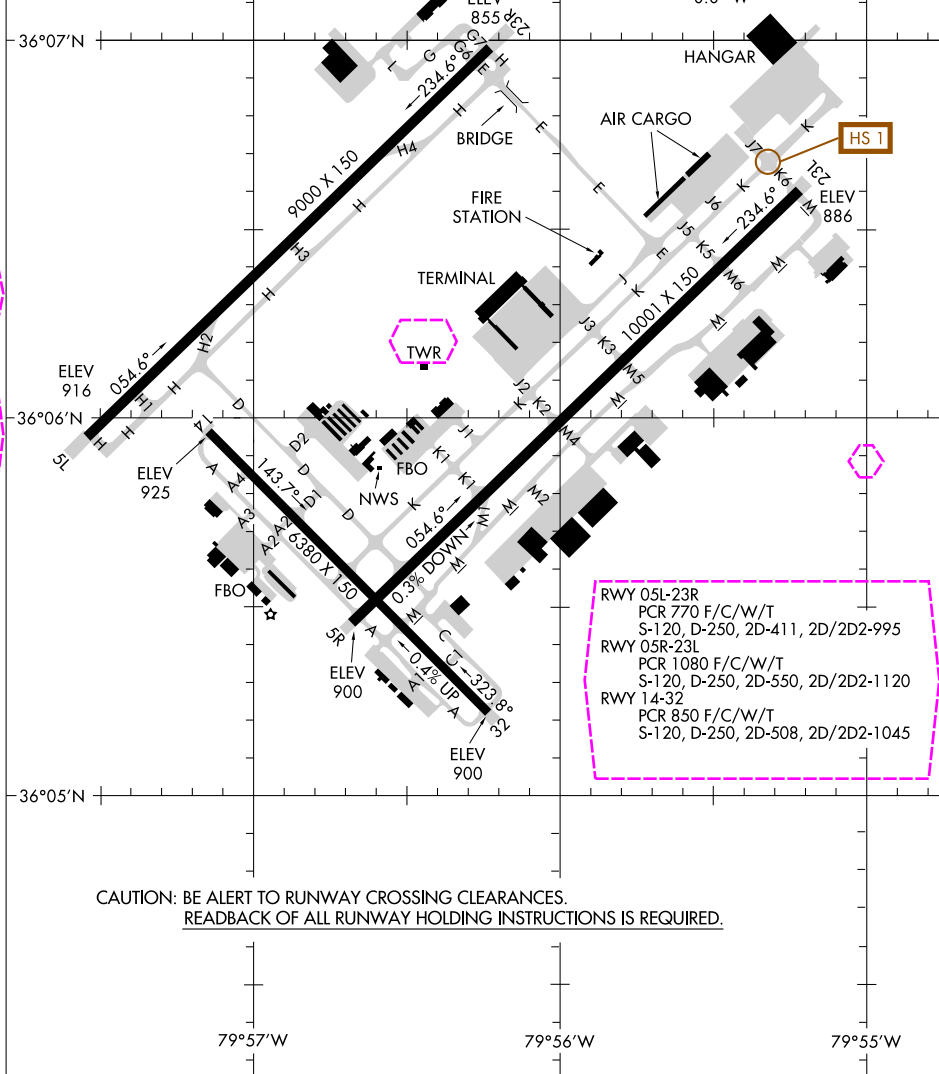 ELEV
855
23R
36°07'N
HANGAR
G7
G6
G
L
H
E
234.6°
BRIDGE
H
E
AIR CARGO
J7
K
HS 1
H4
9000 X 150
E
K6
23L
K
J6
ELEV
886
M
234.6°
FIRE
STATION
H
H3
J5
K5
E
M6
M
TERMINAL
J
K
10001 X 150
H
M
J3
K3
H2
TWR
M5
ELEV
916
054.6°
J2
K
K2
M
H
H1
36°06'N
H
H
5L
14
D
D2
J1
M4
ELEV
925
A
A4
143.7°
D
D1
FBO
NWS
K1
K1
M2
M
A3
A2
A2
D
K
054.6°
M1
6380 X 150
0.3% DOWN
M
FBO
5R
A
M
C
C1
ELEV
900
0.4% UP
A1
A
323.8°
32
ELEV
900
RWY 05L-23R
PCR 770 F/C/W/T
S-120, D-250, 2D-411, 2D/2D2-995
RWY 05R-23L
PCR 1080 F/C/W/T
S-120, D-250, 2D-550, 2D/2D2-1120
RWY 14-32
PCR 850 F/C/W/T
S-120, D-250, 2D-508, 2D/2D2-1045
36°05'N
CAUTION: BE ALERT TO RUNWAY CROSSING CLEARANCES.
READBACK OF ALL RUNWAY HOLDING INSTRUCTIONS IS REQUIRED.
79°57'W
79°56'W
79°55'W